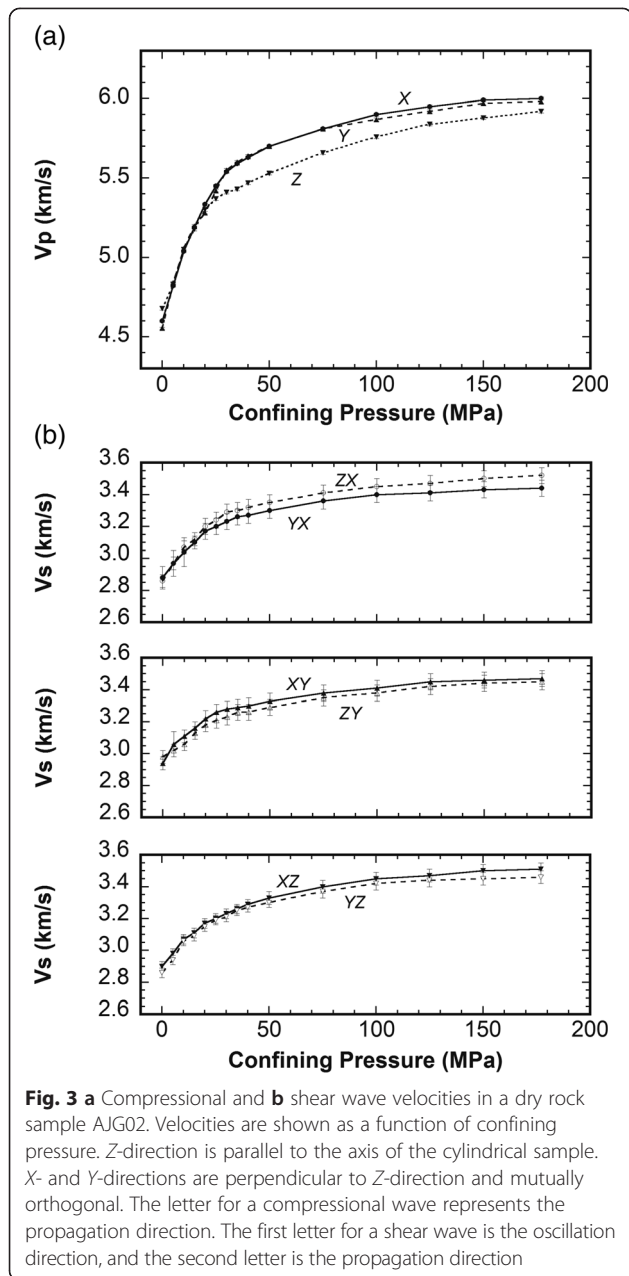 (a)
6.0
5.5
5.0
4.5
Vp (km/s)
X
Y
Z
0 50 100 150 200
Confining Pressure (MPa)
(b)
3.6
3.4
3.2
3.0
2.8
2.6
Vs (km/s)
ZX
YX
3.6
3.4
3.2
3.0
2.8
2.6
Vs (km/s)
XY
ZY
3.6
3.4
3.2
3.0
2.8
2.6
Vs (km/s)
XZ
YZ
0 50 100 150 200
Confining Pressure (MPa)
Fig. 3 a Compressional and b shear wave velocities in a dry rock
sample AJG02. Velocities are shown as a function of confining
pressure. Z-direction is parallel to the axis of the cylindrical sample.
X- and Y-directions are perpendicular to Z-direction and mutually
orthogonal. The letter for a compressional wave represents the
propagation direction. The first letter for a shear wave is the oscillation
direction, and the second letter is the propagation direction